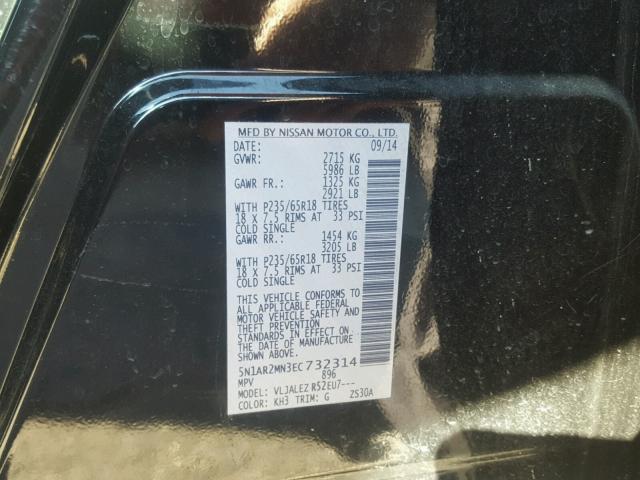 MFD BY NISSAN MOTOR CO., LTD.
DATE: 09/14
GVWR: 2715 KG
5986 LB
GAWR FR.: 1325 KG
2921 LB
WITH P235/65R18 TIRES
18 X 7.5 RIMS AT 33 PSI
COLD SINGLE
GAWR RR.: 1454 KG
3205 LB
WITH P235/65R18 TIRES
18 X 7.5 RIMS AT 33 PSI
COLD SINGLE
THIS VEHICLE CONFORMS TO
ALL APPLICABLE FEDERAL
MOTOR VEHICLE SAFETY AND
THEFT PREVENTION
STANDARDS IN EFFECT ON
THE DATE OF MANUFACTURE
SHOWN ABOVE.
5N1AR2MN3EC732314
MPV 896
MODEL: VLJALEZ R52EU7---
COLOR: KH3 TRIM: G ZS30A